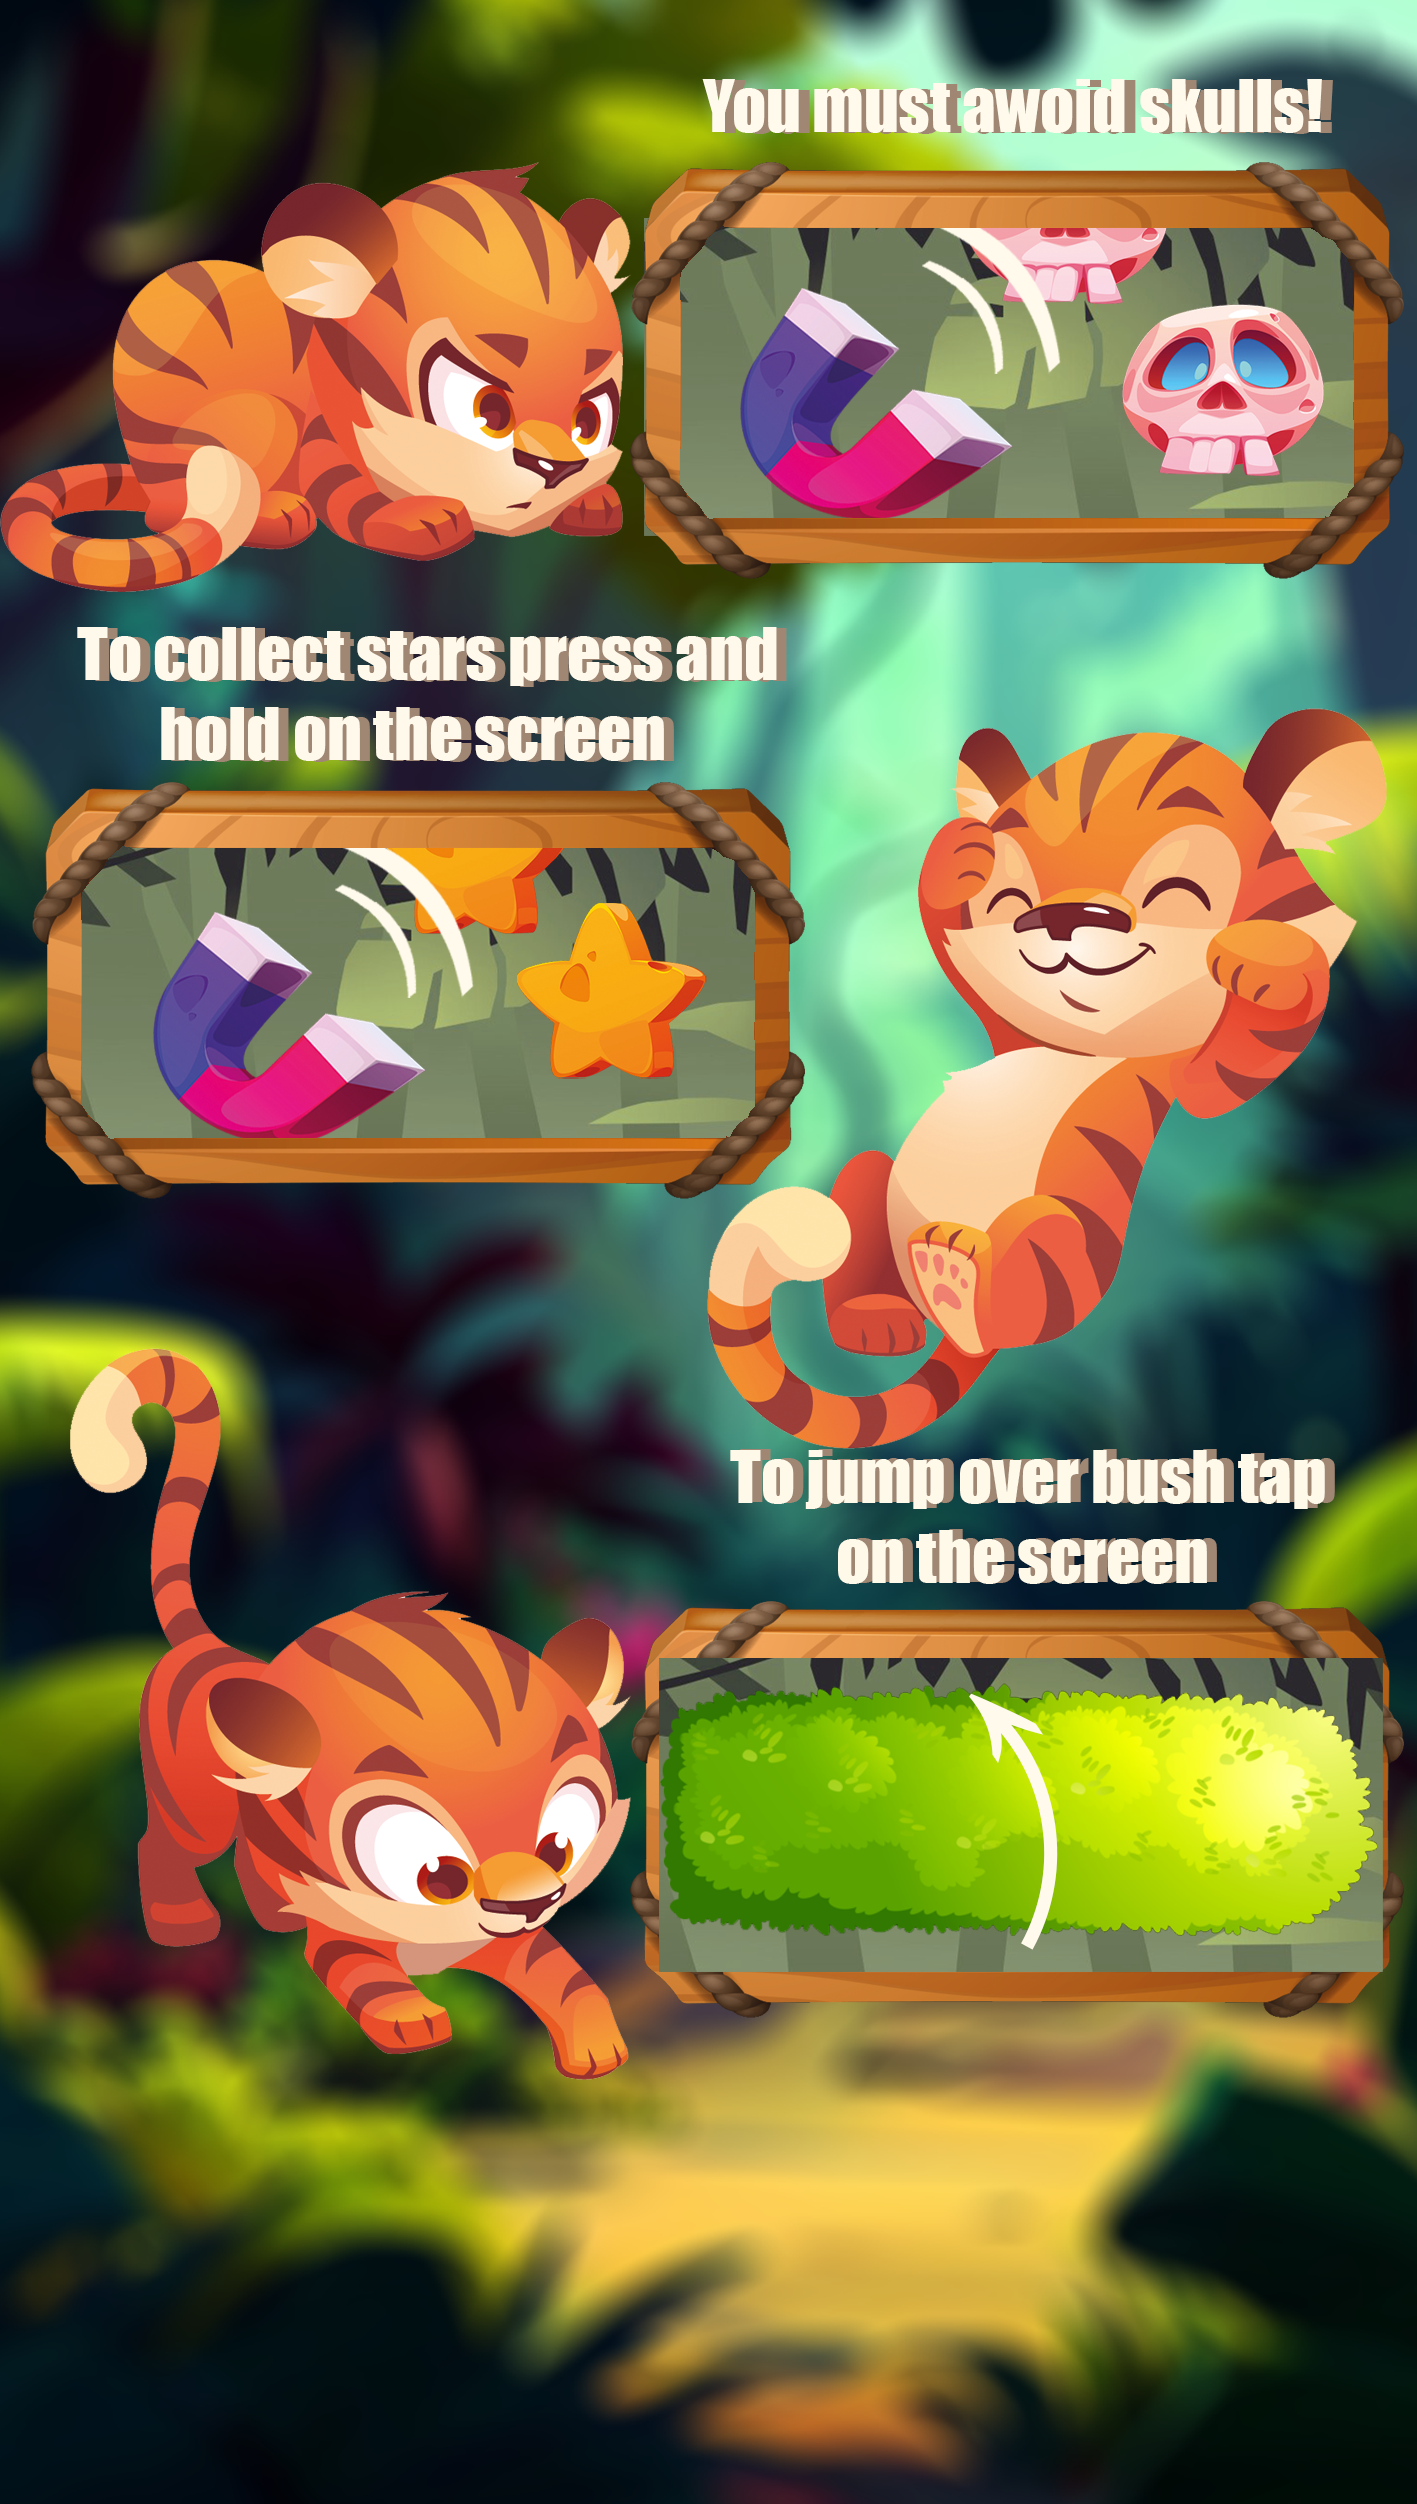 You must awoid skulls!
To collect stars press and
hold on the screen
To jump over bush tap
on the screen